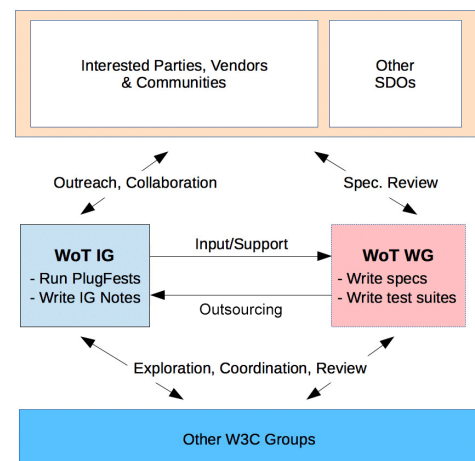 Interested Parties, Vendors
& Communities
Other
SDOs
Outreach, Collaboration
Spec. Review
WoT IG
- Run PlugFests
- Write IG Notes
Input/Support
Outsourcing
WoT WG
- Write specs
- Write test suites
Exploration, Coordination, Review
Other W3C Groups